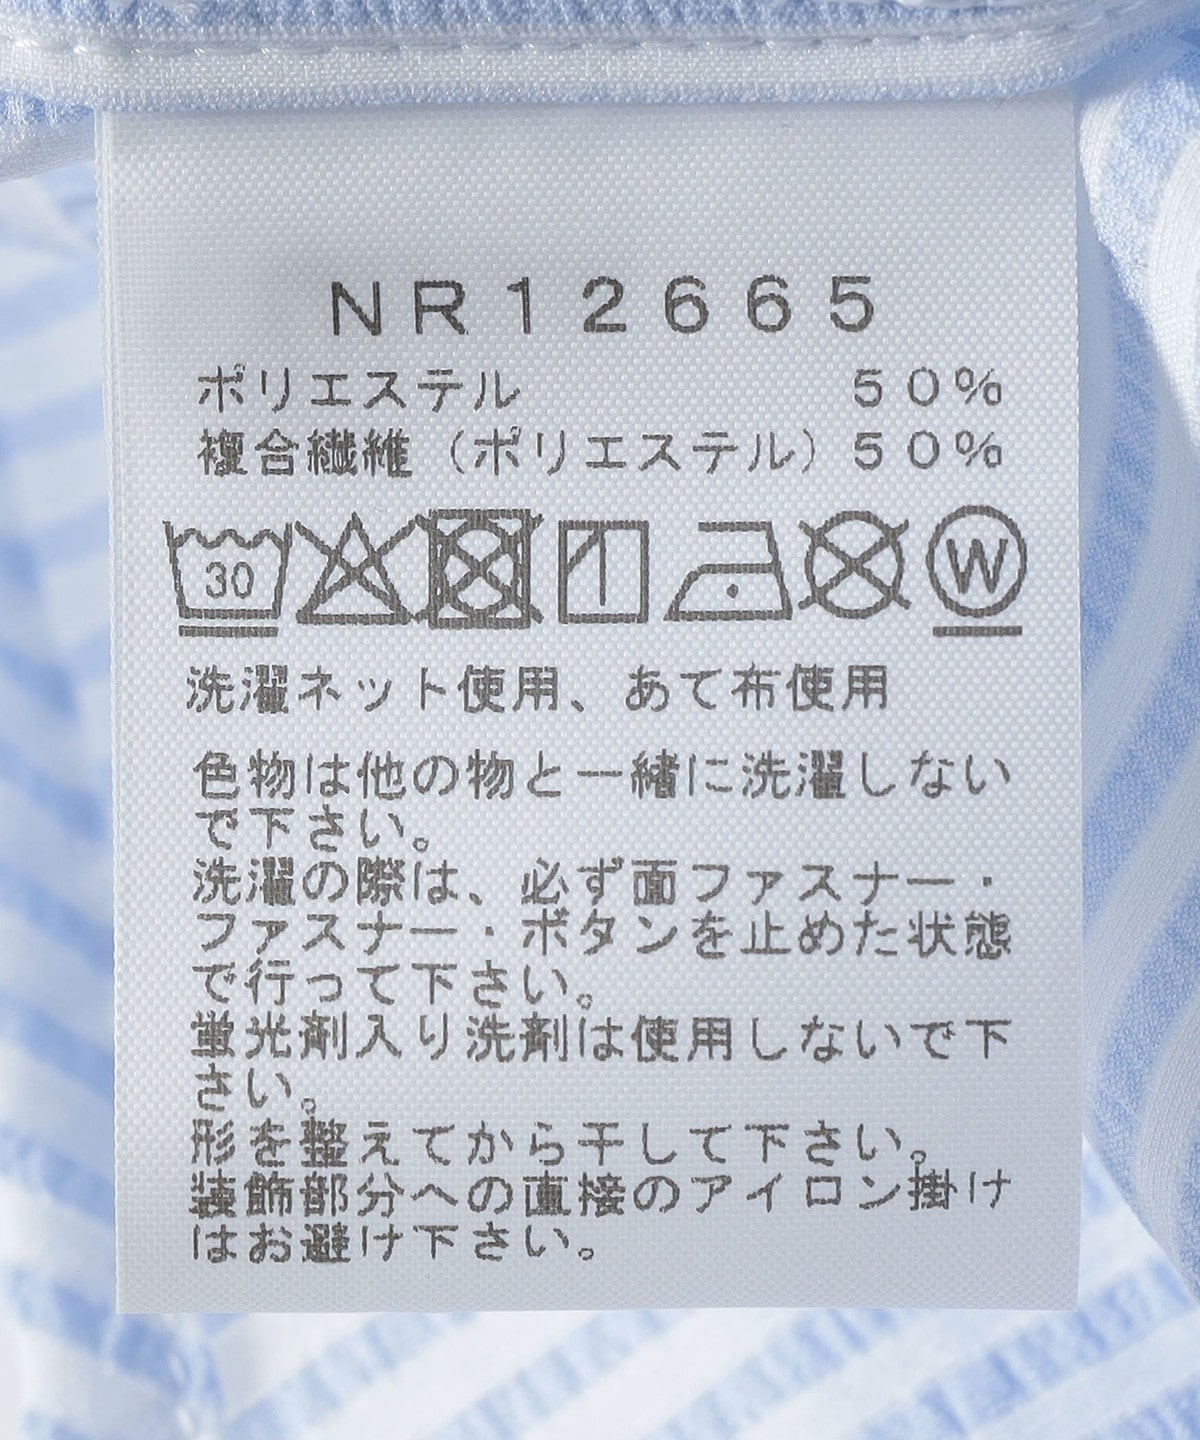 NR12665
ポリエステル 50%
複合繊維(ポリエステル)50%
30 W
洗濯ネット使用、あて布使用
色物は他の物と一緒に洗濯しない
で下さい。
洗濯の際は、必ず面ファスナー・
ファスナー・ボタンを止めた状態
で行って下さい。
蛍光剤入り洗剤は使用しないで下
さい。
形を整えてから干して下さい。
装飾部分への直接のアイロン掛け
はお避け下さい。